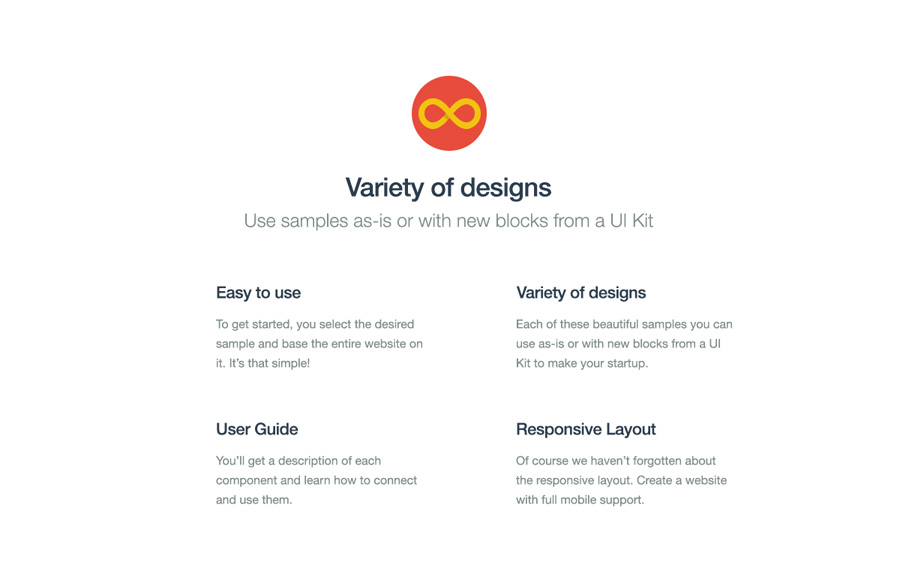 Variety of designs
Use samples as-is or with new blocks from a UI Kit
Easy to use
To get started, you select the desired
sample and base the entire website on
it. It’s that simple!
Variety of designs
Each of these beautiful samples you can
use as-is or with new blocks from a UI
Kit to make your startup.
User Guide
You’ll get a description of each
component and learn how to connect
and use them.
Responsive Layout
Of course we haven’t forgotten about
the responsive layout. Create a website
with full mobile support.